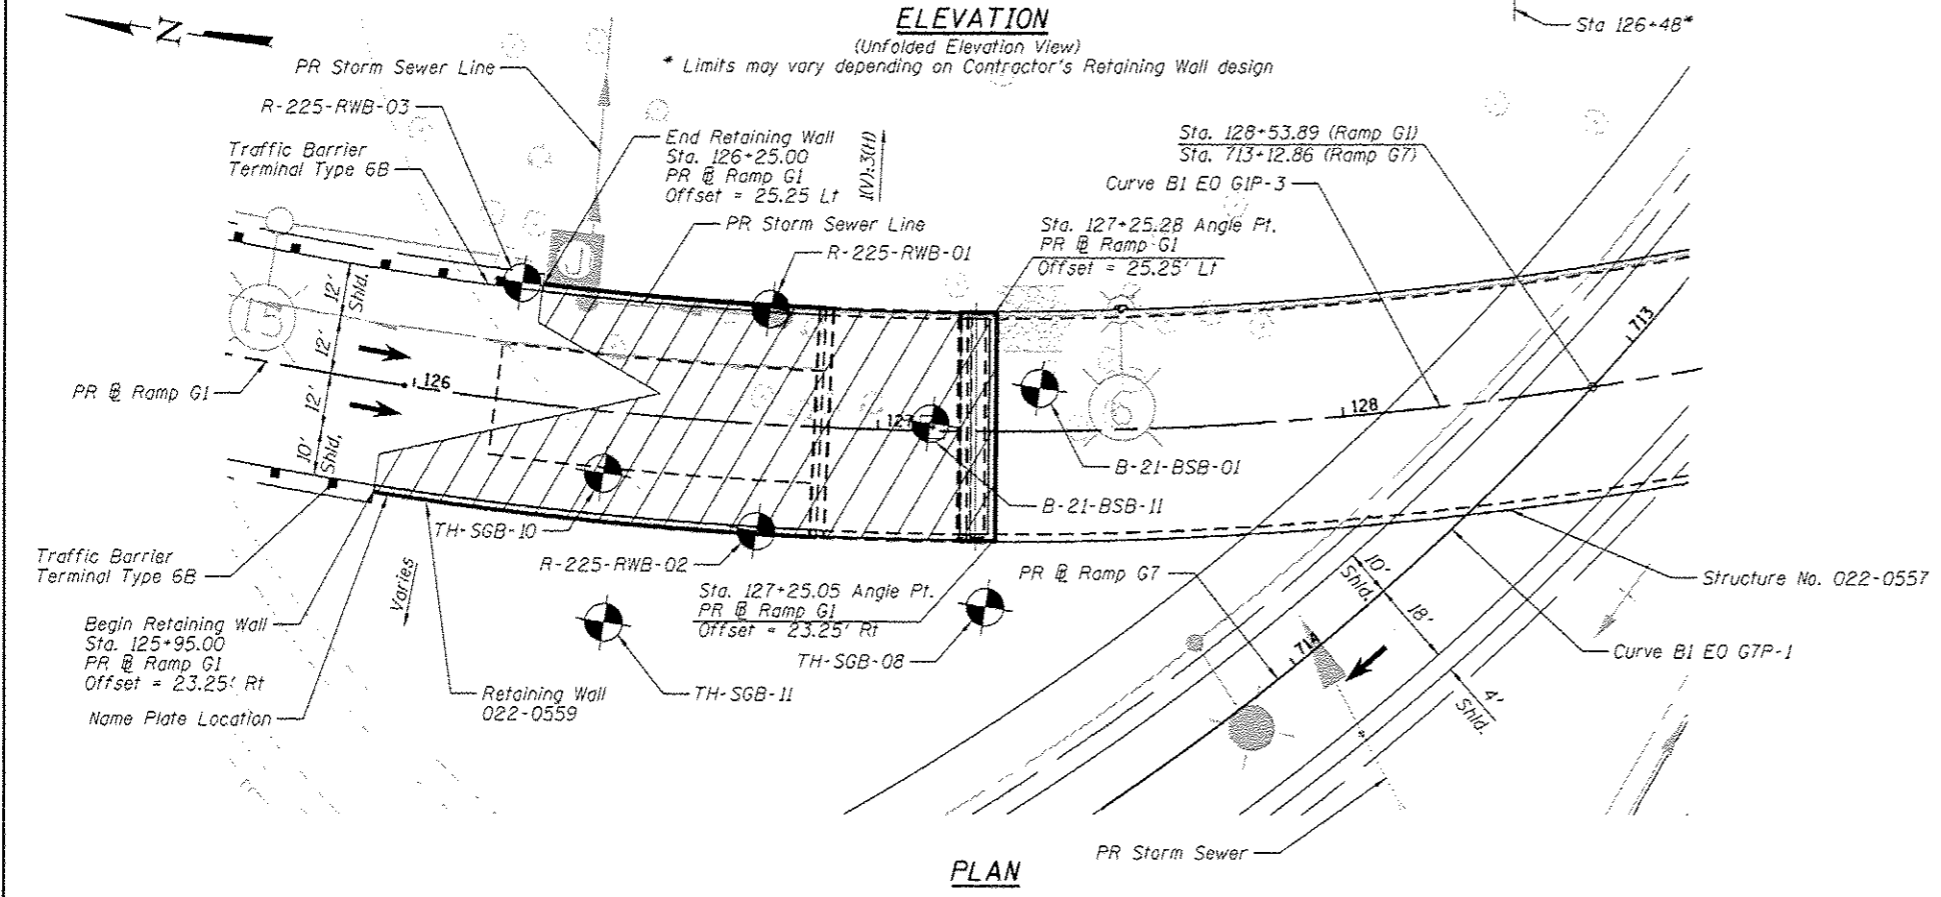 ELEVATION
(Unfolded Elevation View)
* Limits may vary depending on Contractor's Retaining Wall design
Sta 126+48*
N
PR Storm Sewer Line
R-225-RWB-03
Traffic Barrier
Terminal Type 6B
End Retaining Wall
Sta. 126+25.00
PR ℄ Ramp G1
Offset = 25.25 Lt
1(V):3(H)
PR Storm Sewer Line
R-225-RWB-01
Sta. 128+53.89 (Ramp G1)
Sta. 713+12.86 (Ramp G7)
Curve B1 EO G1P-3
Sta. 127+25.28 Angle Pt.
PR ℄ Ramp G1
Offset = 25.25' Lt
J
E
6
12'
Shld.
12'
12'
10'
Shld.
PR ℄ Ramp G1
126
127
128
713
714
B-21-BSB-01
B-21-BSB-11
TH-SGB-10
R-225-RWB-02
Traffic Barrier
Terminal Type 6B
Varies
Sta. 127+25.05 Angle Pt.
PR ℄ Ramp G1
Offset = 23.25' Rt
PR ℄ Ramp G7
10'
Shld.
18'
4'
Shld.
Structure No. 022-0557
Curve B1 EO G7P-1
Begin Retaining Wall
Sta. 125+95.00
PR ℄ Ramp G1
Offset = 23.25' Rt
Name Plate Location
Retaining Wall
022-0559
TH-SGB-11
TH-SGB-08
PR Storm Sewer
PLAN